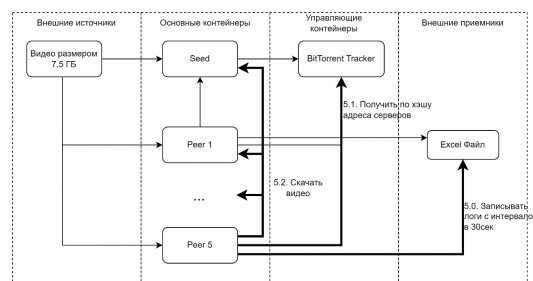 Внешние источники
Основные контейнеры
Управляющие
контейнеры
Внешние приемники
Видео размером
7,5 ГБ
Seed
BitTorrent Tracker
5.1. Получить по хэшу
адреса серверов
Peer 1
Excel Файл
5.2. Скачать
видео
...
5.0. Записывать
логи с интервало
в 30сек
Peer 5